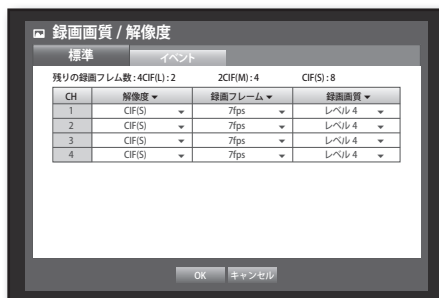 録画画質 / 解像度
標準 イベント
残りの録画フレム数 : 4CIF(L) : 2 2CIF(M) : 4 CIF(S) : 8
CH 解像度 録画フレーム 録画画質
1 CIF(S) 7fps レベル 4
2 CIF(S) 7fps レベル 4
3 CIF(S) 7fps レベル 4
4 CIF(S) 7fps レベル 4
OK キャンセル